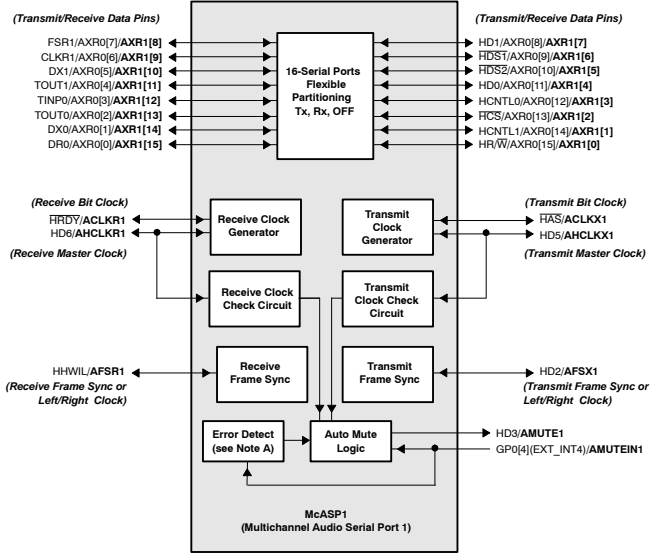 (Transmit/Receive Data Pins)
FSR1/AXR0[7]/AXR1[8]
CLKR1/AXR0[6]/AXR1[9]
DX1/AXR0[5]/AXR1[10]
TOUT1/AXR0[4]/AXR1[11]
TINP0/AXR0[3]/AXR1[12]
TOUT0/AXR0[2]/AXR1[13]
DX0/AXR0[1]/AXR1[14]
DR0/AXR0[0]/AXR1[15]
16-Serial Ports
Flexible
Partitioning
Tx, Rx, OFF
(Transmit/Receive Data Pins)
HD1/AXR0[8]/AXR1[7]
HDS1/AXR0[9]/AXR1[6]
HDS2/AXR0[10]/AXR1[5]
HD0/AXR0[11]/AXR1[4]
HCNTL0/AXR0[12]/AXR1[3]
HCS/AXR0[13]/AXR1[2]
HCNTL1/AXR0[14]/AXR1[1]
HR/W/AXR0[15]/AXR1[0]
(Receive Bit Clock)
HRDY/ACLKR1
HD6/AHCLKR1
(Receive Master Clock)
Receive Clock
Generator
Transmit
Clock
Generator
(Transmit Bit Clock)
HAS/ACLKX1
HD5/AHCLKX1
(Transmit Master Clock)
Receive Clock
Check Circuit
Transmit
Clock Check
Circuit
HHWIL/AFSR1
(Receive Frame Sync or
Left/Right Clock)
Receive
Frame Sync
Transmit
Frame Sync
HD2/AFSX1
(Transmit Frame Sync or
Left/Right Clock)
Error Detect
(see Note A)
Auto Mute
Logic
HD3/AMUTE1
GP0[4](EXT_INT4)/AMUTEIN1
McASP1
(Multichannel Audio Serial Port 1)